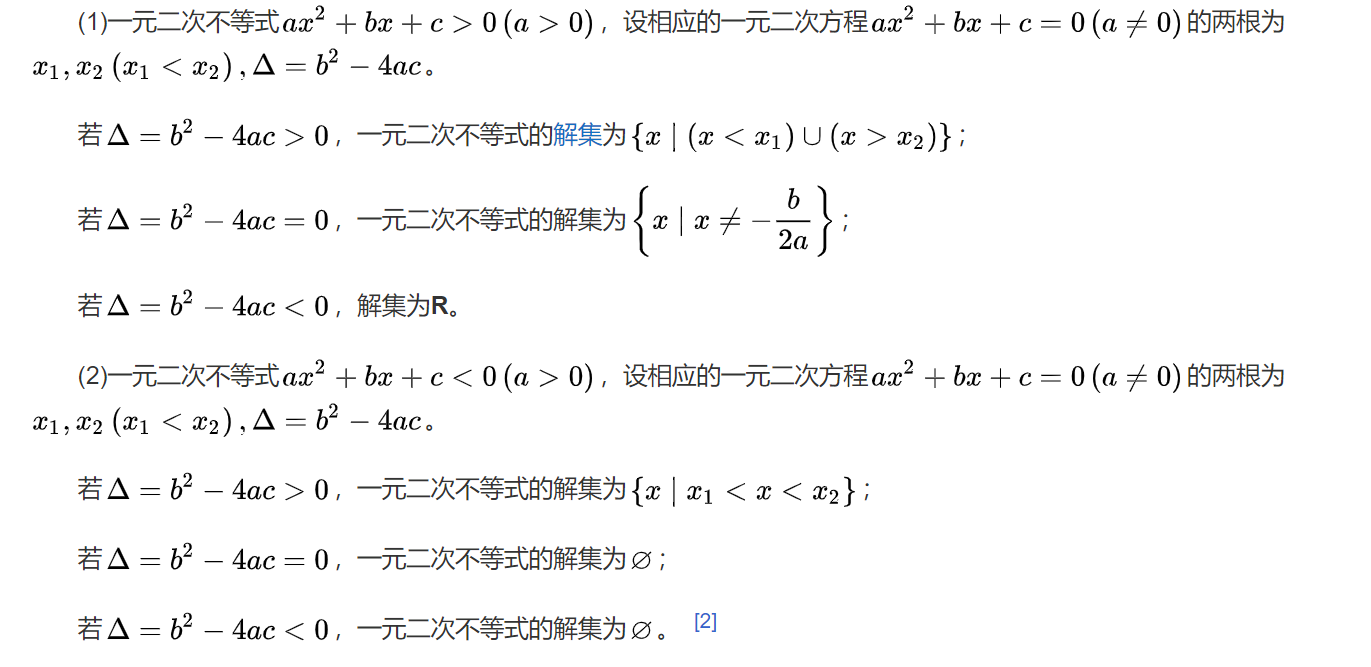 (1)一元二次不等式$ax^2+bx+c>0\,(a>0)$，设相应的一元二次方程$ax^2+bx+c=0\,(a\neq 0)$的两根为
$x_1,x_2\,(x_1<x_2),\Delta=b^2-4ac$。
若$\Delta=b^2-4ac>0$，一元二次不等式的解集为$\{x\mid (x<x_1)\cup(x>x_2)\}$；
若$\Delta=b^2-4ac=0$，一元二次不等式的解集为$\left\{x\mid x\neq -\dfrac{b}{2a}\right\}$；
若$\Delta=b^2-4ac<0$，解集为R。
(2)一元二次不等式$ax^2+bx+c<0\,(a>0)$，设相应的一元二次方程$ax^2+bx+c=0\,(a\neq 0)$的两根为
$x_1,x_2\,(x_1<x_2),\Delta=b^2-4ac$。
若$\Delta=b^2-4ac>0$，一元二次不等式的解集为$\{x\mid x_1<x<x_2\}$；
若$\Delta=b^2-4ac=0$，一元二次不等式的解集为$\varnothing$；
若$\Delta=b^2-4ac<0$，一元二次不等式的解集为$\varnothing$。 [2]